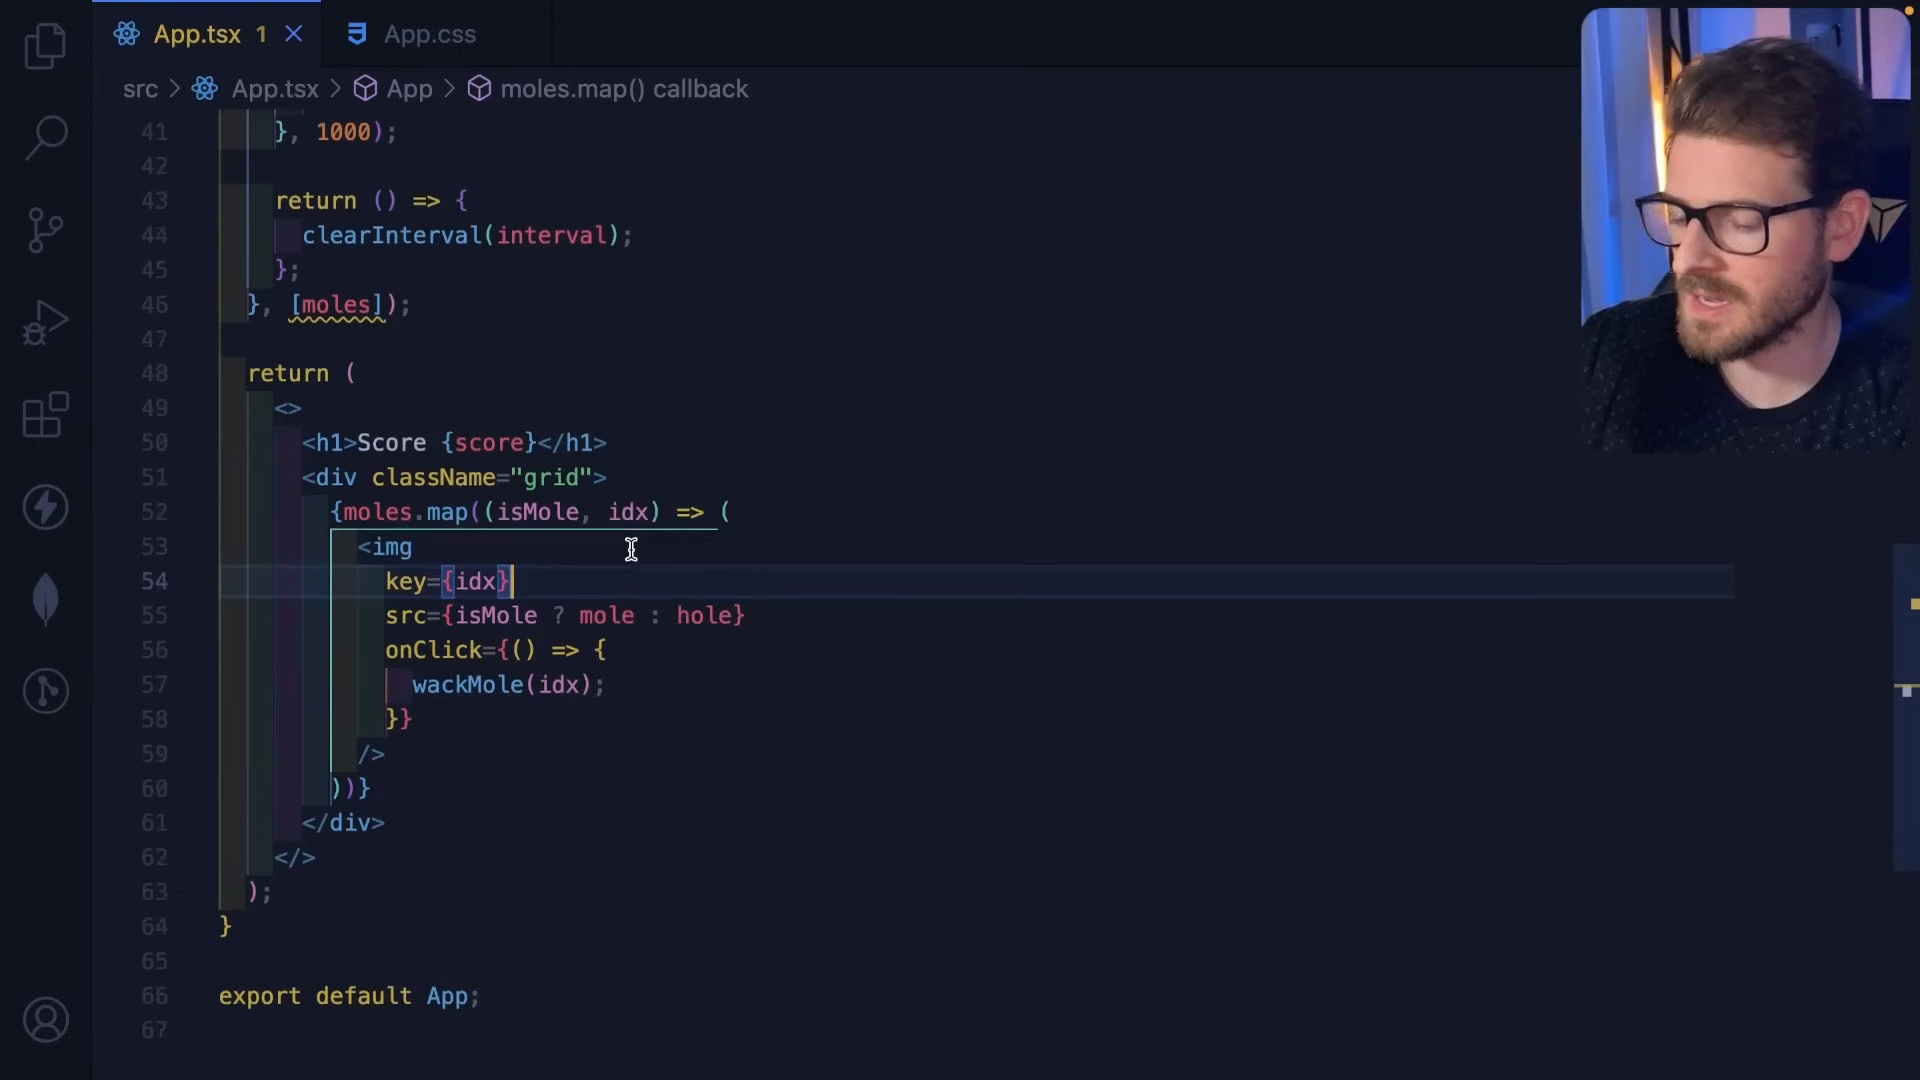 App.tsx 1
App.css
src > App.tsx > App > moles.map() callback
41 }, 1000);
42
43 return () => {
44 clearInterval(interval);
45 };
46 }, [moles]);
47
48 return (
49 <>
50 <h1>Score {score}</h1>
51 <div className="grid">
52 {moles.map((isMole, idx) => (
53 <img
54 key={idx}
55 src={isMole ? mole : hole}
56 onClick={() => {
57 wackMole(idx);
58 }}
59 />
60 ))}
61 </div>
62 </>
63 );
64 }
65
66 export default App;
67